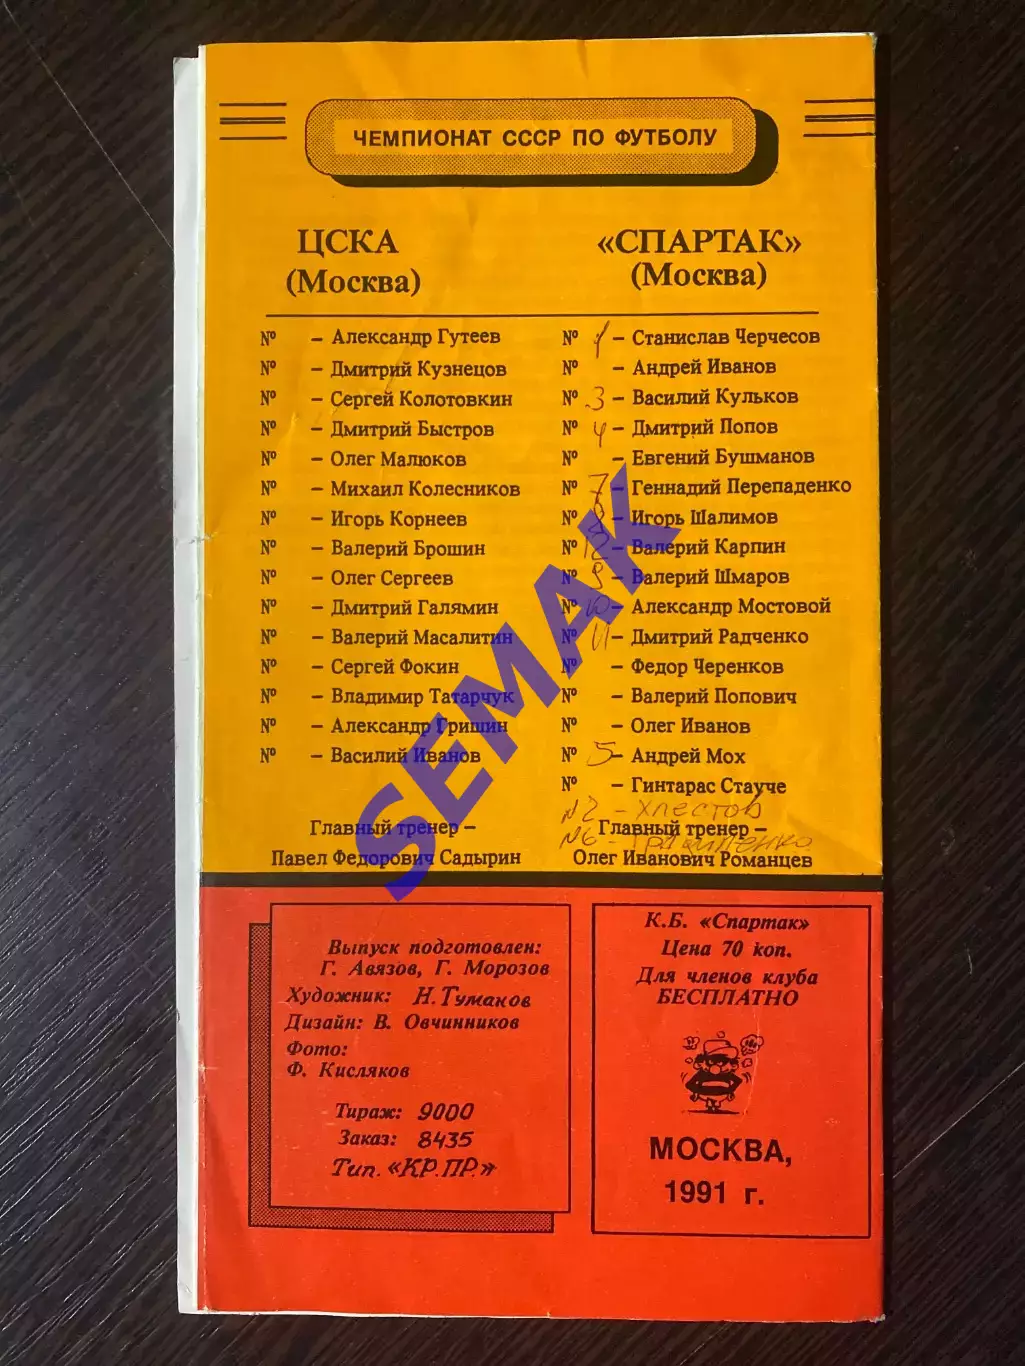 ЧЕМПИОНАТ СССР ПО ФУТБОЛУ
ЦСКА
(Москва)
№ – Александр Гутеев
№ – Дмитрий Кузнецов
№ – Сергей Колотовкин
№ – Дмитрий Быстров
№ – Олег Малюков
№ – Михаил Колесников
№ – Игорь Корнеев
№ – Валерий Брошин
№ – Олег Сергеев
№ – Дмитрий Галямин
№ – Валерий Масалитин
№ – Сергей Фокин
№ – Владимир Татарчук
№ – Александр Гришин
№ – Василий Иванов
Главный тренер –
Павел Федорович Садырин
«СПАРТАК»
(Москва)
№ 1 – Станислав Черчесов
№ – Андрей Иванов
№ 3 – Василий Кульков
№ 4 – Дмитрий Попов
№ – Евгений Бушманов
№ 7 – Геннадий Перепаденко
№ 8 – Игорь Шалимов
№ 12 – Валерий Карпин
№ 9 – Валерий Шмаров
№ 10 – Александр Мостовой
№ 11 – Дмитрий Радченко
№ – Федор Черенков
№ – Валерий Попович
№ – Олег Иванов
№ 5 – Андрей Мох
№ – Гинтарас Стауче
№2 – Хлестов
Главный тренер –
№6 –
Олег Иванович Романцев
SEMAK
Выпуск подготовлен:
Г. Авязов, Г. Морозов
Художник: Н. Туманов
Дизайн: В. Овчинников
Фото:
Ф. Кисляков
Тираж: 9000
Заказ: 8435
Тип. «КР.ПР.»
К.Б. «Спартак»
Цена 70 коп.
Для членов клуба
БЕСПЛАТНО
МОСКВА,
1991 г.